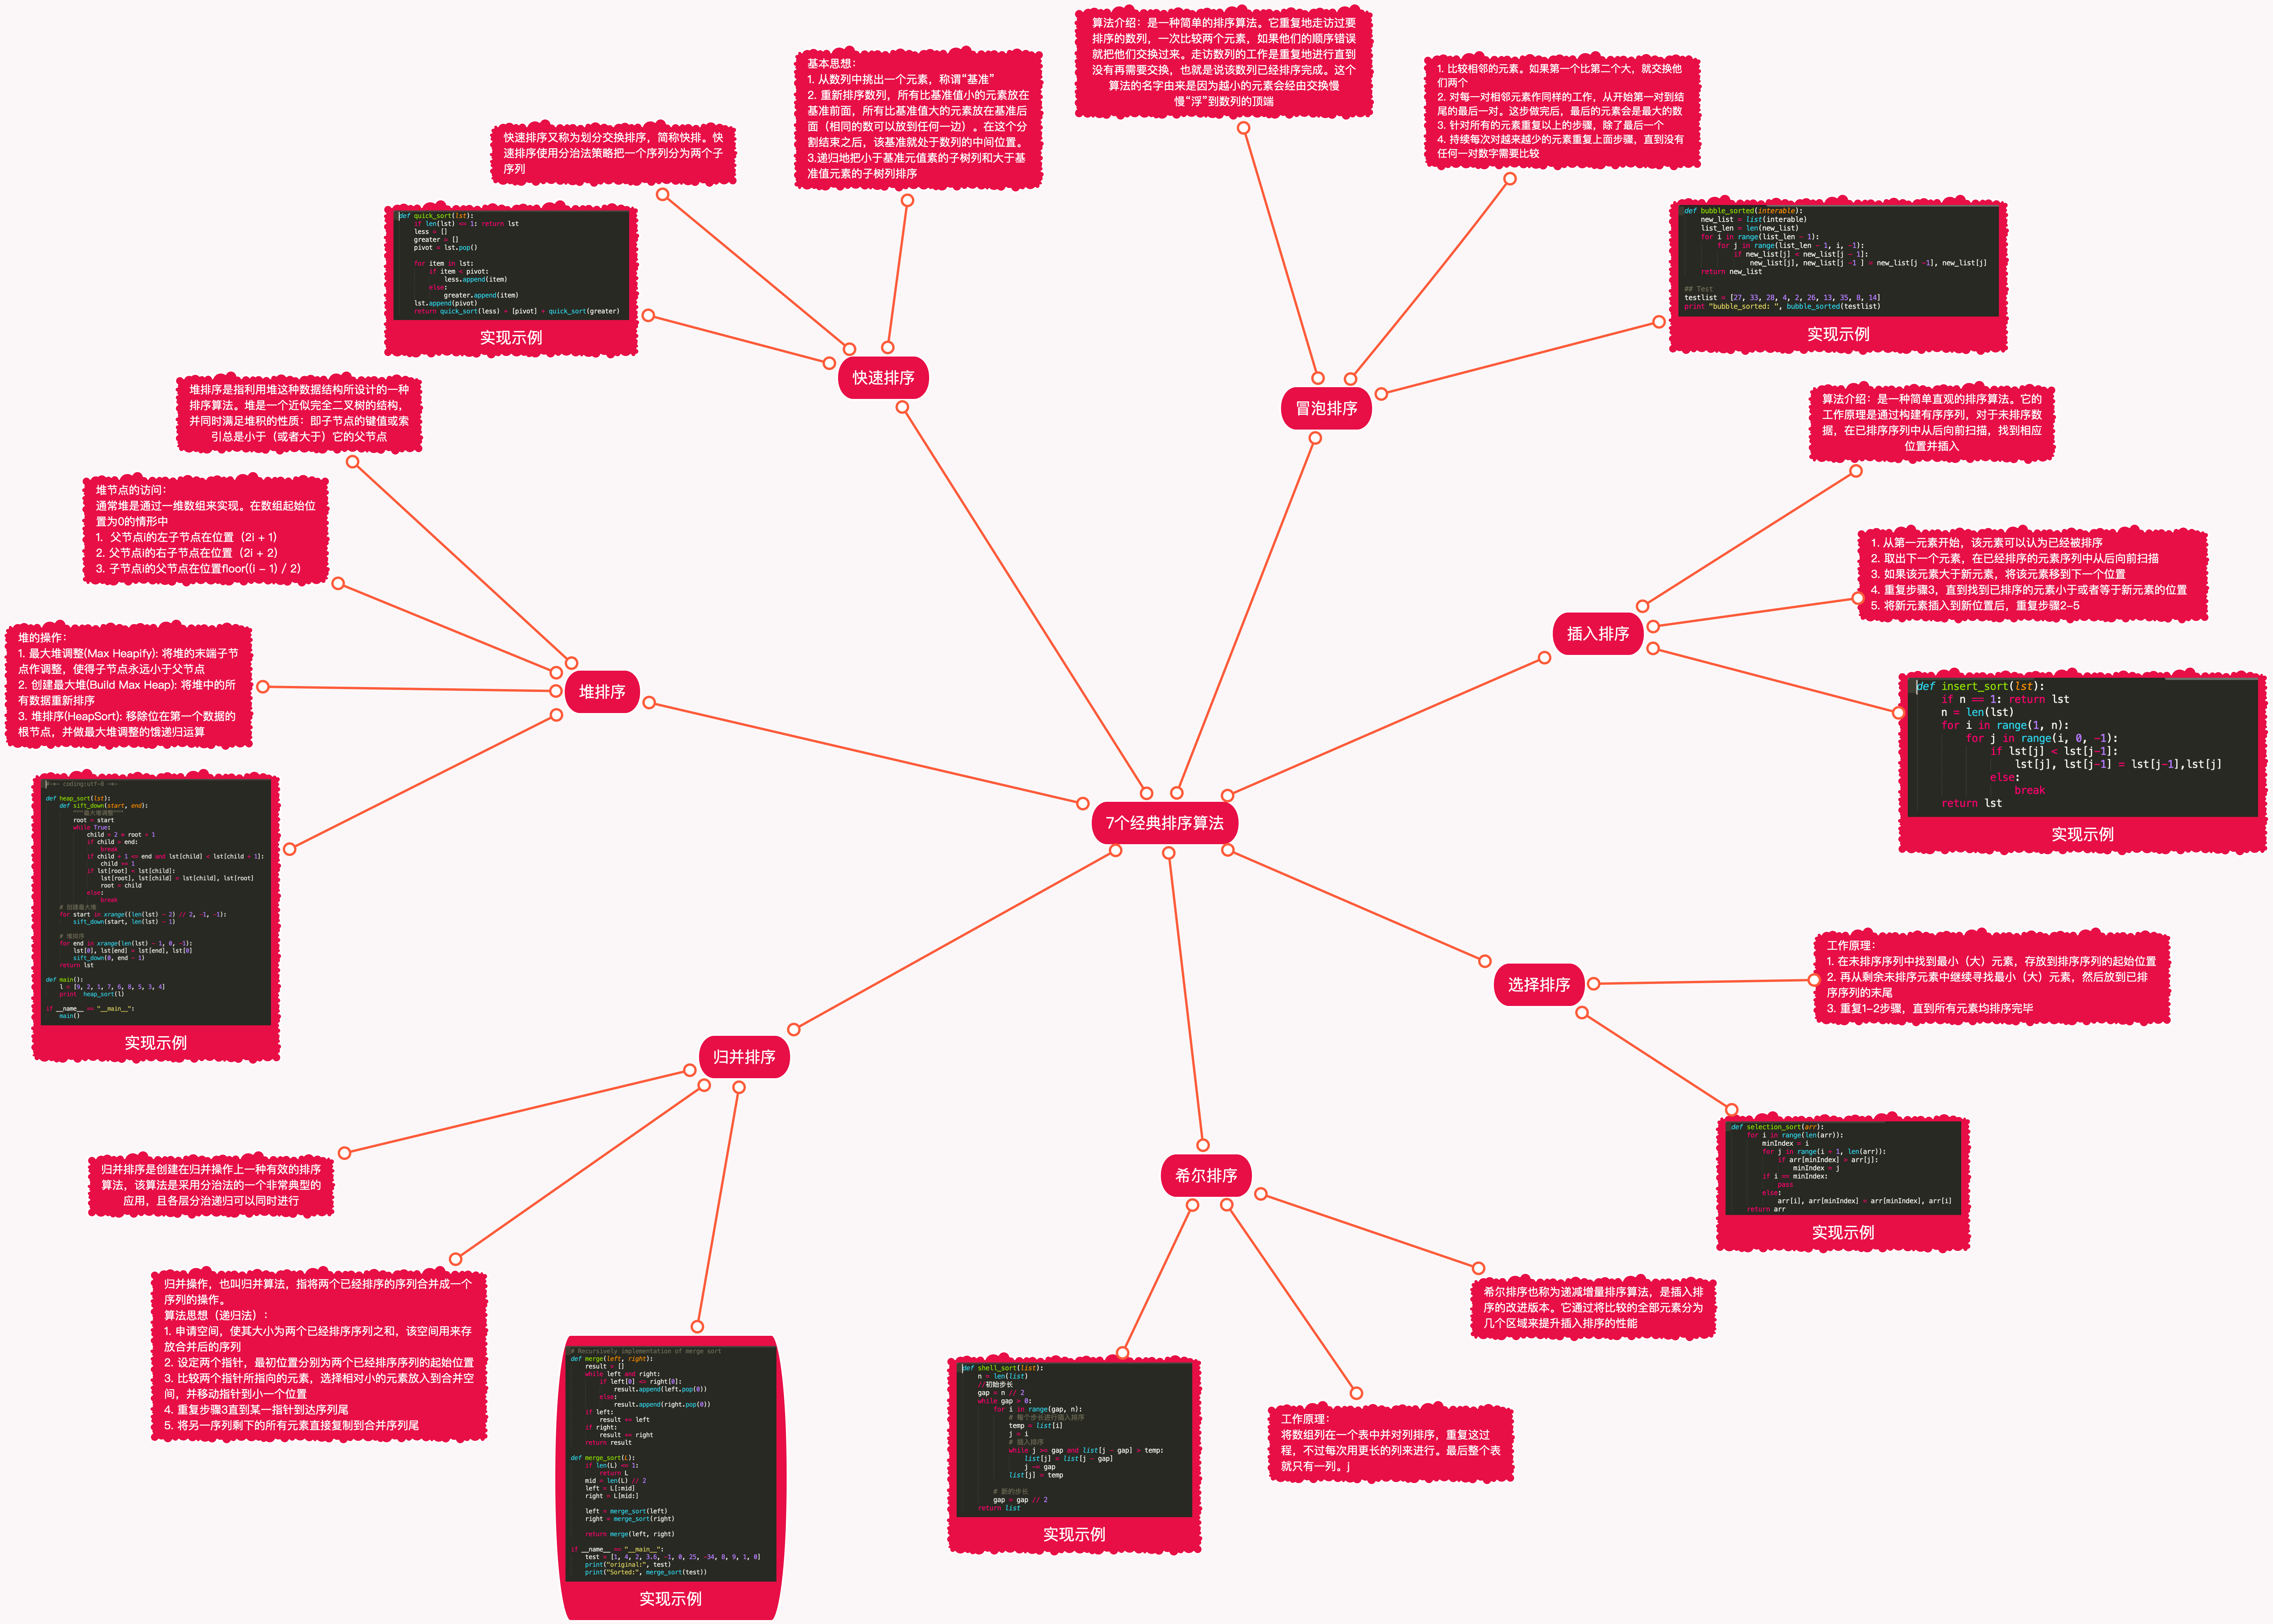 7个经典排序算法
冒泡排序
算法介绍：是一种简单的排序算法。它重复地走访过要
排序的数列，一次比较两个元素，如果他们的顺序错误
就把他们交换过来。走访数列的工作是重复地进行直到
没有再需要交换，也就是说该数列已经排序完成。这个
算法的名字由来是因为越小的元素会经由交换慢
慢“浮”到数列的顶端
1. 比较相邻的元素。如果第一个比第二个大，就交换他
们两个
2. 对每一对相邻元素作同样的工作，从开始第一对到结
尾的最后一对。这步做完后，最后的元素会是最大的数
3. 针对所有的元素重复以上的步骤，除了最后一个
4. 持续每次对越来越少的元素重复上面步骤，直到没有
任何一对数字需要比较
def bubble_sorted(interable):
new_list = list(interable)
list_len = len(new_list)
for i in range(list_len - 1):
for j in range(list_len - 1, i, -1):
if new_list[j] < new_list[j - 1]:
new_list[j], new_list[j -1 ] = new_list[j -1], new_list[j]
return new_list
## Test
testlist = [27, 33, 28, 4, 2, 26, 13, 35, 8, 14]
print "bubble_sorted: ", bubble_sorted(testlist)
实现示例
插入排序
算法介绍：是一种简单直观的排序算法。它的
工作原理是通过构建有序序列，对于未排序数
据，在已排序序列中从后向前扫描，找到相应
位置并插入
1. 从第一元素开始，该元素可以认为已经被排序
2. 取出下一个元素，在已经排序的元素序列中从后向前扫描
3. 如果该元素大于新元素，将该元素移到下一个位置
4. 重复步骤3，直到找到已排序的元素小于或者等于新元素的位置
5. 将新元素插入到新位置后，重复步骤2-5
def insert_sort(lst):
if n == 1: return lst
n = len(lst)
for i in range(1, n):
for j in range(i, 0, -1):
if lst[j] < lst[j-1]:
lst[j], lst[j-1] = lst[j-1],lst[j]
else:
break
return lst
实现示例
选择排序
工作原理：
1. 在未排序序列中找到最小（大）元素，存放到排序序列的起始位置
2. 再从剩余未排序元素中继续寻找最小（大）元素，然后放到已排
序序列的末尾
3. 重复1-2步骤，直到所有元素均排序完毕
def selection_sort(arr):
for i in range(len(arr)):
minIndex = i
for j in range(i + 1, len(arr)):
if arr[minIndex] > arr[j]:
minIndex = j
if i == minIndex:
pass
else:
arr[i], arr[minIndex] = arr[minIndex], arr[i]
return arr
实现示例
希尔排序
希尔排序也称为递减增量排序算法，是插入排
序的改进版本。它通过将比较的全部元素分为
几个区域来提升插入排序的性能
工作原理：
将数组列在一个表中并对列排序，重复这过
程，不过每次用更长的列来进行。最后整个表
就只有一列。j
def shell_sort(list):
n = len(list)
//初始步长
gap = n // 2
while gap > 0:
for i in range(gap, n):
# 每个步长进行插入排序
temp = list[i]
j = i
# 插入排序
while j >= gap and list[j - gap] > temp:
list[j] = list[j - gap]
j -= gap
list[j] = temp
# 新的步长
gap = gap // 2
return list
实现示例
归并排序
归并排序是创建在归并操作上一种有效的排序
算法，该算法是采用分治法的一个非常典型的
应用，且各层分治递归可以同时进行
归并操作，也叫归并算法，指将两个已经排序的序列合并成一个
序列的操作。
算法思想（递归法）：
1. 申请空间，使其大小为两个已经排序序列之和，该空间用来存
放合并后的序列
2. 设定两个指针，最初位置分别为两个已经排序序列的起始位置
3. 比较两个指针所指向的元素，选择相对小的元素放入到合并空
间，并移动指针到小一个位置
4. 重复步骤3直到某一指针到达序列尾
5. 将另一序列剩下的所有元素直接复制到合并序列尾
# Recursively implementation of merge sort
def merge(left, right):
result = []
while left and right:
if left[0] <= right[0]:
result.append(left.pop(0))
else:
result.append(right.pop(0))
if left:
result += left
if right:
result += right
return result
def merge_sort(L):
if len(L) <= 1:
return L
mid = len(L) // 2
left = L[:mid]
right = L[mid:]
left = merge_sort(left)
right = merge_sort(right)
return merge(left, right)
if __name__ == "__main__":
test = [1, 4, 2, 3.6, -1, 0, 25, -34, 8, 9, 1, 0]
print("original:", test)
print("Sorted:", merge_sort(test))
实现示例
堆排序
堆排序是指利用堆这种数据结构所设计的一种
排序算法。堆是一个近似完全二叉树的结构，
并同时满足堆积的性质：即子节点的键值或索
引总是小于（或者大于）它的父节点
堆节点的访问：
通常堆是通过一维数组来实现。在数组起始位
置为0的情形中
1. 父节点i的左子节点在位置（2i + 1）
2. 父节点i的右子节点在位置（2i + 2）
3. 子节点i的父节点在位置floor((i - 1) / 2)
堆的操作：
1. 最大堆调整(Max Heapify): 将堆的末端子节
点作调整，使得子节点永远小于父节点
2. 创建最大堆(Build Max Heap): 将堆中的所
有数据重新排序
3. 堆排序(HeapSort): 移除位在第一个数据的
根节点，并做最大堆调整的饿递归运算
#-*- coding:utf-8 -*-
def heap_sort(lst):
def sift_down(start, end):
"""最大堆调整"""
root = start
while True:
child = 2 * root + 1
if child > end:
break
if child + 1 <= end and lst[child] < lst[child + 1]:
child += 1
if lst[root] < lst[child]:
lst[root], lst[child] = lst[child], lst[root]
root = child
else:
break
# 创建最大堆
for start in xrange((len(lst) - 2) // 2, -1, -1):
sift_down(start, len(lst) - 1)
# 堆排序
for end in xrange(len(lst) - 1, 0, -1):
lst[0], lst[end] = lst[end], lst[0]
sift_down(0, end - 1)
return lst
def main():
l = [9, 2, 1, 7, 6, 8, 5, 3, 4]
print heap_sort(l)
if __name__ == "__main__":
main()
实现示例
快速排序
基本思想：
1. 从数列中挑出一个元素，称谓“基准”
2. 重新排序数列，所有比基准值小的元素放在
基准前面，所有比基准值大的元素放在基准后
面（相同的数可以放到任何一边）。在这个分
割结束之后，该基准就处于数列的中间位置。
3.递归地把小于基准元值素的子树列和大于基
准值元素的子树列排序
快速排序又称为划分交换排序，简称快排。快
速排序使用分治法策略把一个序列分为两个子
序列
def quick_sort(lst):
if len(lst) <= 1: return lst
less = []
greater = []
pivot = lst.pop()
for item in lst:
if item < pivot:
less.append(item)
else:
greater.append(item)
lst.append(pivot)
return quick_sort(less) + [pivot] + quick_sort(greater)
实现示例